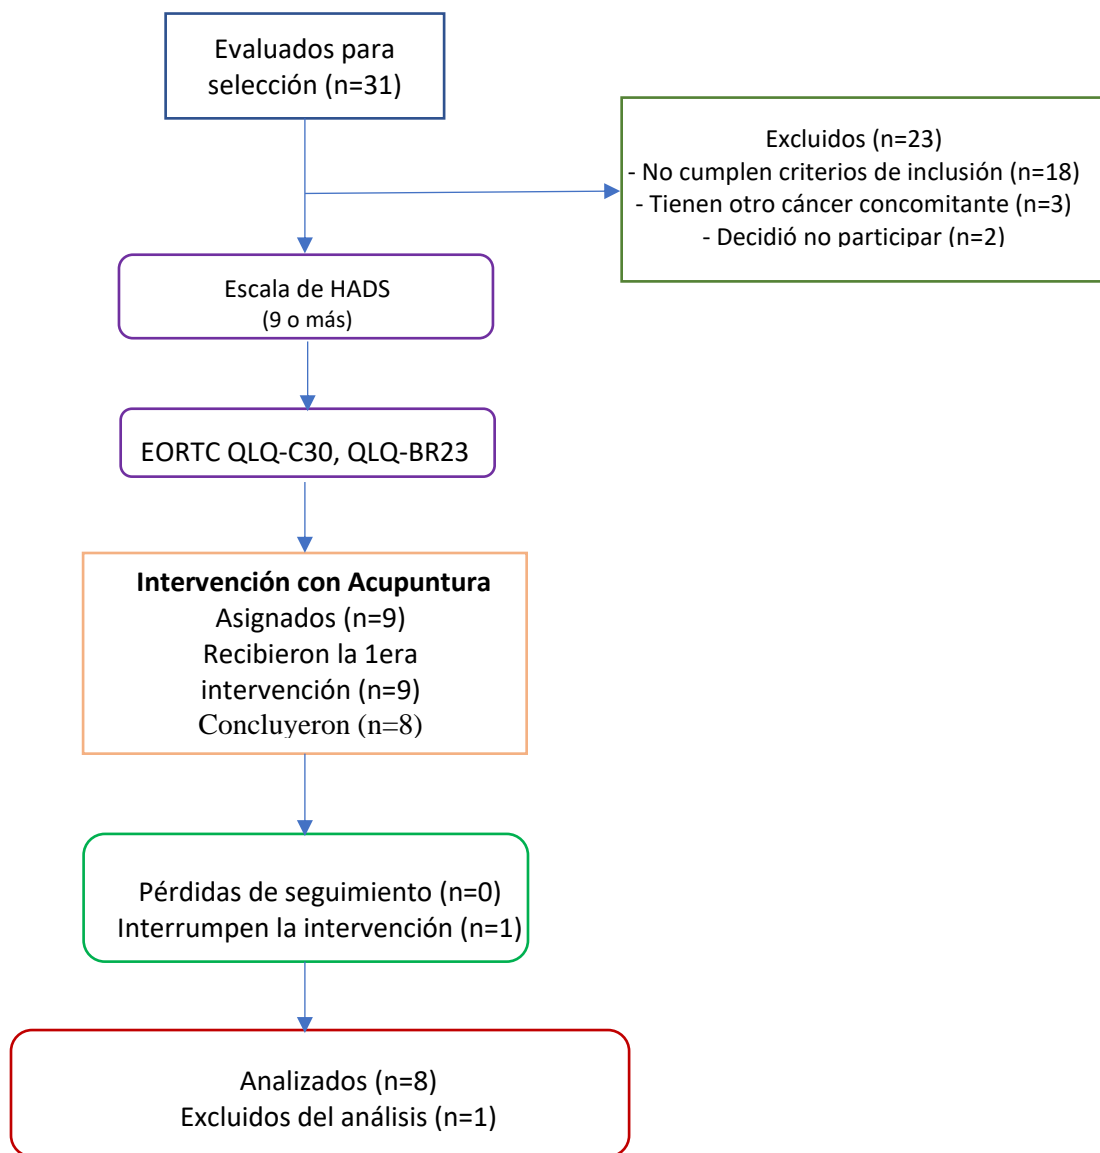 Evaluados para
selección (n=31)
Excluidos (n=23)
- No cumplen criterios de inclusión (n=18)
- Tienen otro cáncer concomitante (n=3)
- Decidió no participar (n=2)
Escala de HADS
(9 o más)
EORTC QLQ-C30, QLQ-BR23
Intervención con Acupuntura
Asignados (n=9)
Recibieron la 1era
intervención (n=9)
Concluyeron (n=8)
Pérdidas de seguimiento (n=0)
Interrumpen la intervención (n=1)
Analizados (n=8)
Excluidos del análisis (n=1)